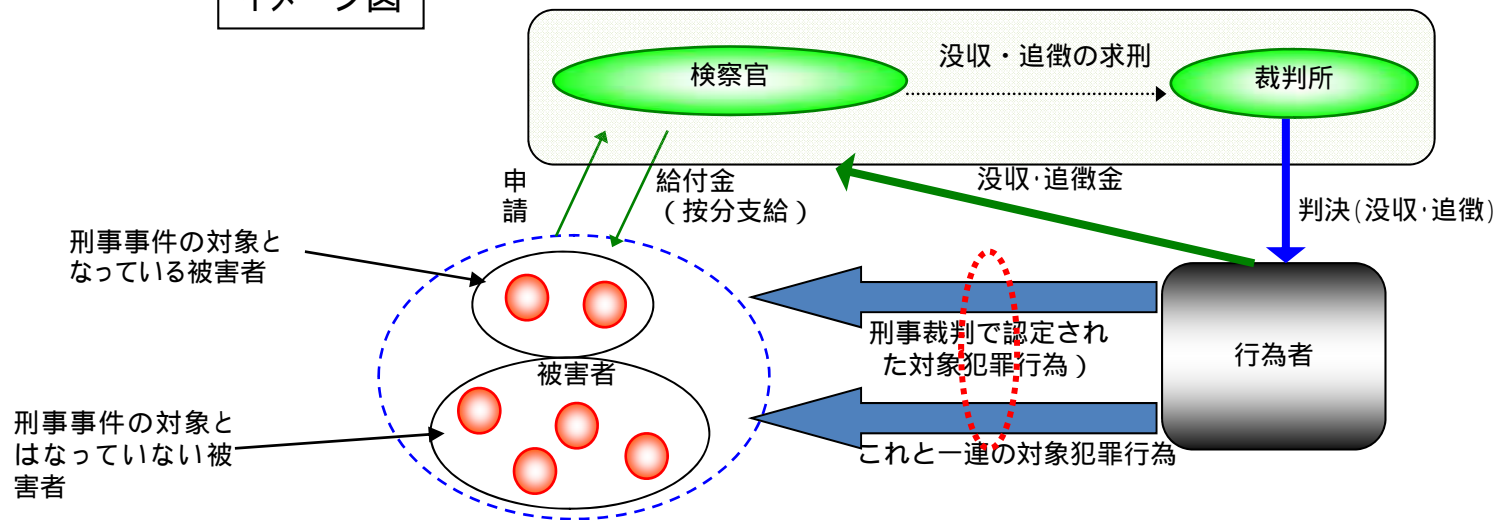 イメージ図
検察官
没収・追徴の求刑
裁判所
申
請
給付金
（按分支給）
没収･追徴金
判決(没収･追徴)
刑事事件の対象と
なっている被害者
刑事裁判で認定され
た対象犯罪行為）
行為者
被害者
刑事事件の対象と
はなっていない被
害者
これと一連の対象犯罪行為